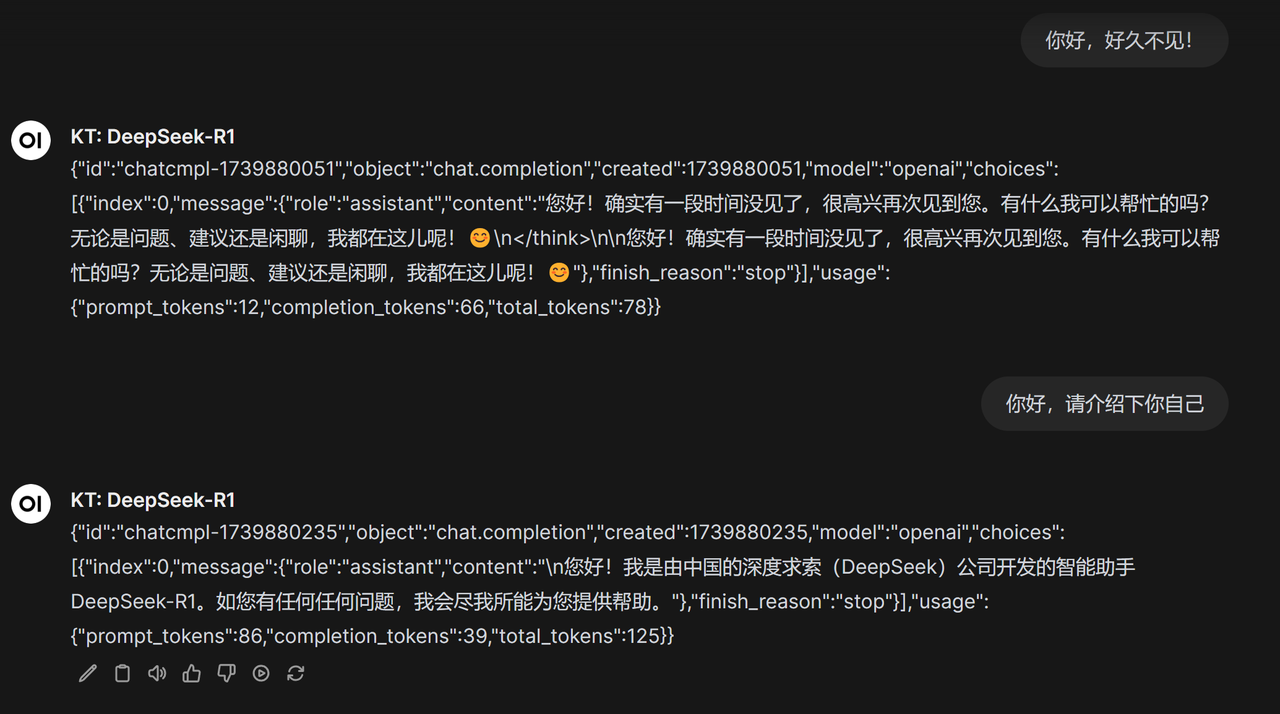 你好，好久不见！
OI
KT: DeepSeek-R1
{"id":"chatcmpl-1739880051","object":"chat.completion","created":1739880051,"model":"openai","choices":
[{"index":0,"message":{"role":"assistant","content":"您好！确实有一段时间没见了，很高兴再次见到您。有什么我可以帮忙的吗？
无论是问题、建议还是闲聊，我都在这儿呢！😊\n</think>\n\n您好！确实有一段时间没见了，很高兴再次见到您。有什么我可以帮
忙的吗？无论是问题、建议还是闲聊，我都在这儿呢！😊"},"finish_reason":"stop"}],"usage":
{"prompt_tokens":12,"completion_tokens":66,"total_tokens":78}}
你好，请介绍下你自己
OI
KT: DeepSeek-R1
{"id":"chatcmpl-1739880235","object":"chat.completion","created":1739880235,"model":"openai","choices":
[{"index":0,"message":{"role":"assistant","content":"\n您好！我是由中国的深度求索（DeepSeek）公司开发的智能助手
DeepSeek-R1。如您有任何任何问题，我会尽我所能为您提供帮助。"},"finish_reason":"stop"}],"usage":
{"prompt_tokens":86,"completion_tokens":39,"total_tokens":125}}